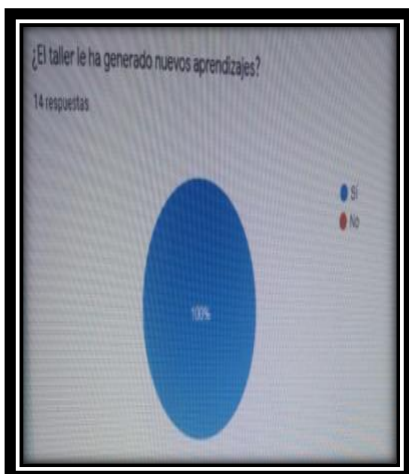 ¿El taller le ha generado nuevos aprendizajes?
14 respuestas
Sí
No
100%